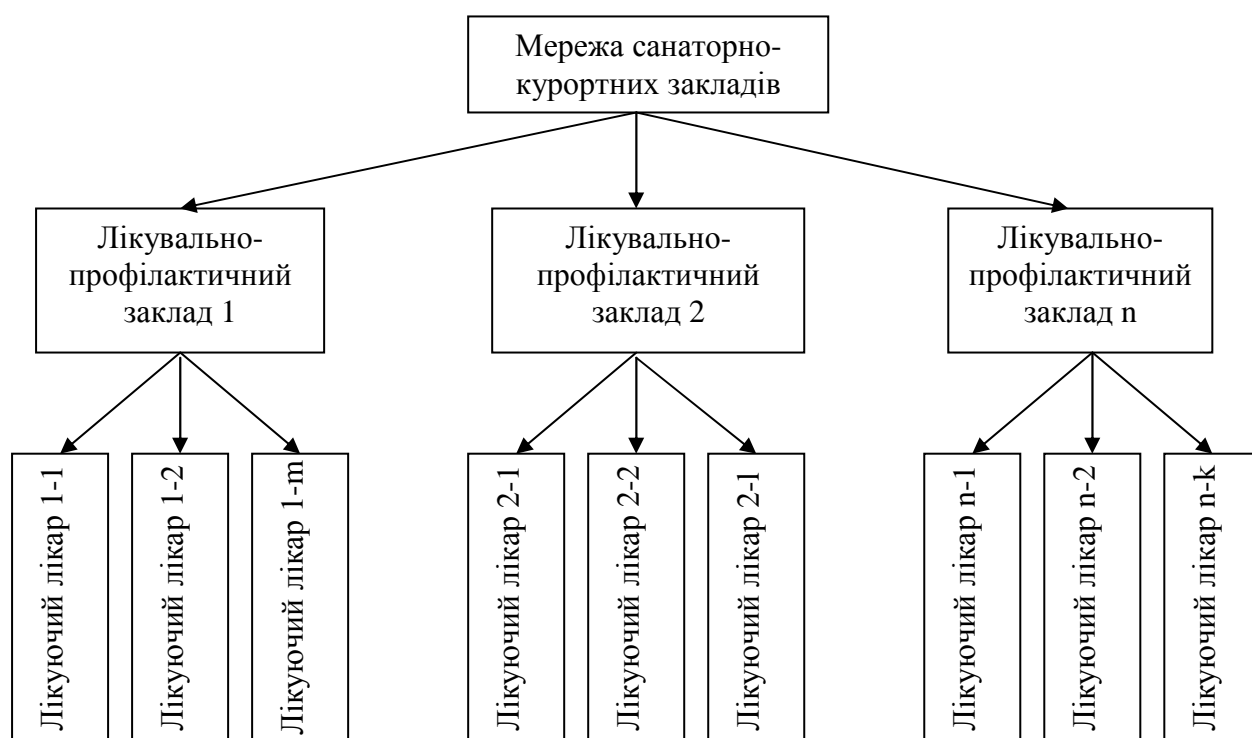 Мережа санаторно-
курортних закладів
Лікувально-
профілактичний
заклад 1
Лікувально-
профілактичний
заклад 2
Лікувально-
профілактичний
заклад n
Лікуючий лікар 1-1
Лікуючий лікар 1-2
Лікуючий лікар 1-m
Лікуючий лікар 2-1
Лікуючий лікар 2-2
Лікуючий лікар 2-l
Лікуючий лікар n-1
Лікуючий лікар n-2
Лікуючий лікар n-k